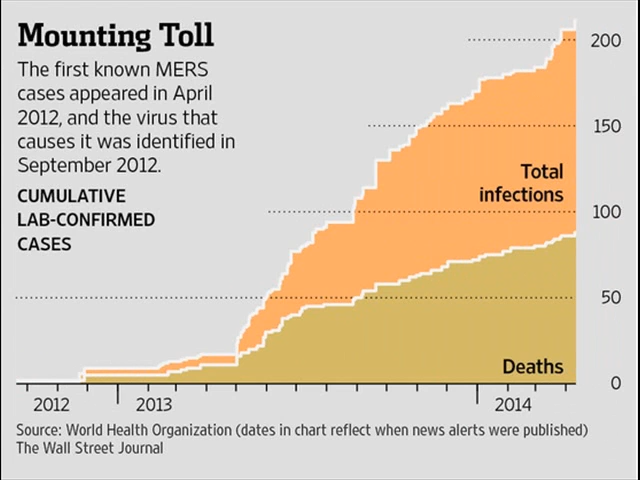 Mounting Toll
The first known MERS
cases appeared in April
2012, and the virus that
causes it was identified in
September 2012.
CUMULATIVE
LAB-CONFIRMED
CASES
200
150
Total
infections
100
50
Deaths
0
2012
2013
2014
Source: World Health Organization (dates in chart reflect when news alerts were published)
The Wall Street Journal